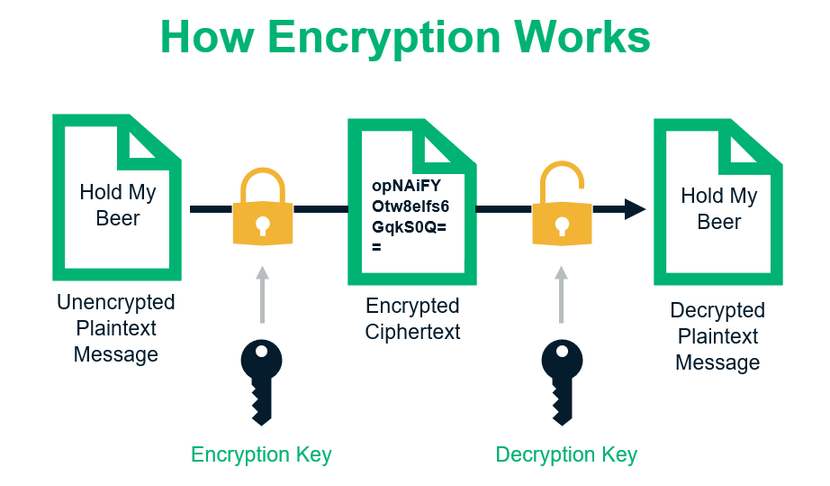 How Encryption Works
Hold My
Beer
opNAiFY
Otw8elfs6
GqkS0Q=
=
Hold My
Beer
Unencrypted
Plaintext
Message
Encrypted
Ciphertext
Decrypted
Plaintext
Message
Encryption Key
Decryption Key